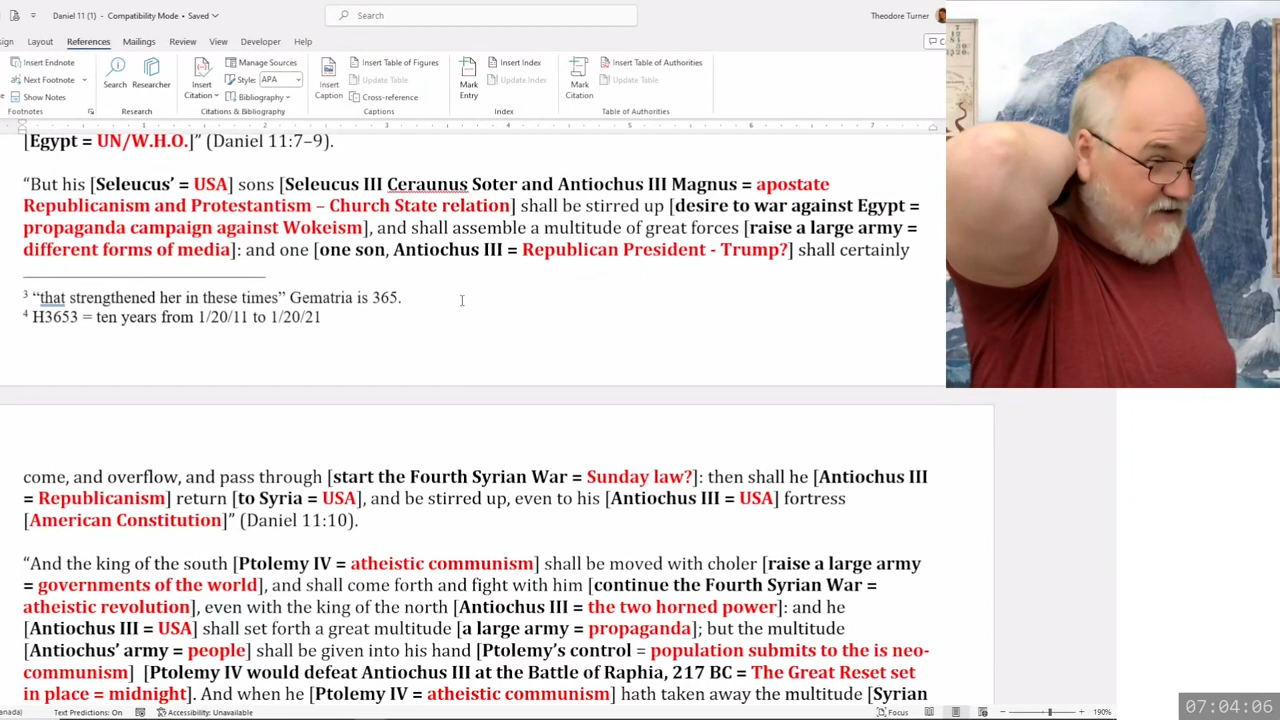 Daniel 11 (1) - Compatibility Mode • Saved
Search
Theodore Turner
sign Layout References Mailings Review View Developer Help
Insert Endnote
Next Footnote
Show Notes
Footnotes
Search
Researcher
Research
Insert Citation
Manage Sources
Style: APA
Bibliography
Citations & Bibliography
Insert Caption
Insert Table of Figures
Update Table
Cross-reference
Captions
Mark Entry
Insert Index
Update Index
Index
Mark Citation
Insert Table of Authorities
Update Table
Table of Authorities
1 2 3 4 5 6 7
[Egypt = UN/W.H.O.]” (Daniel 11:7–9).
“But his [Seleucus’ = USA] sons [Seleucus III Ceraunus Soter and Antiochus III Magnus = apostate
Republicanism and Protestantism – Church State relation] shall be stirred up [desire to war against Egypt =
propaganda campaign against Wokeism], and shall assemble a multitude of great forces [raise a large army =
different forms of media]: and one [one son, Antiochus III = Republican President - Trump?] shall certainly
3 “that strengthened her in these times” Gematria is 365.
4 H3653 = ten years from 1/20/11 to 1/20/21
come, and overflow, and pass through [start the Fourth Syrian War = Sunday law?]: then shall he [Antiochus III
= Republicanism] return [to Syria = USA], and be stirred up, even to his [Antiochus III = USA] fortress
[American Constitution]” (Daniel 11:10).
“And the king of the south [Ptolemy IV = atheistic communism] shall be moved with choler [raise a large army
= governments of the world], and shall come forth and fight with him [continue the Fourth Syrian War =
atheistic revolution], even with the king of the north [Antiochus III = the two horned power]: and he
[Antiochus III = USA] shall set forth a great multitude [a large army = propaganda]; but the multitude
[Antiochus’ army = people] shall be given into his hand [Ptolemy’s control = population submits to the is neo-
communism] [Ptolemy IV would defeat Antiochus III at the Battle of Raphia, 217 BC = The Great Reset set
in place = midnight]. And when he [Ptolemy IV = atheistic communism] hath taken away the multitude [Syrian
Canada) Text Predictions: On Accessibility: Unavailable Focus 190%
07:04:06